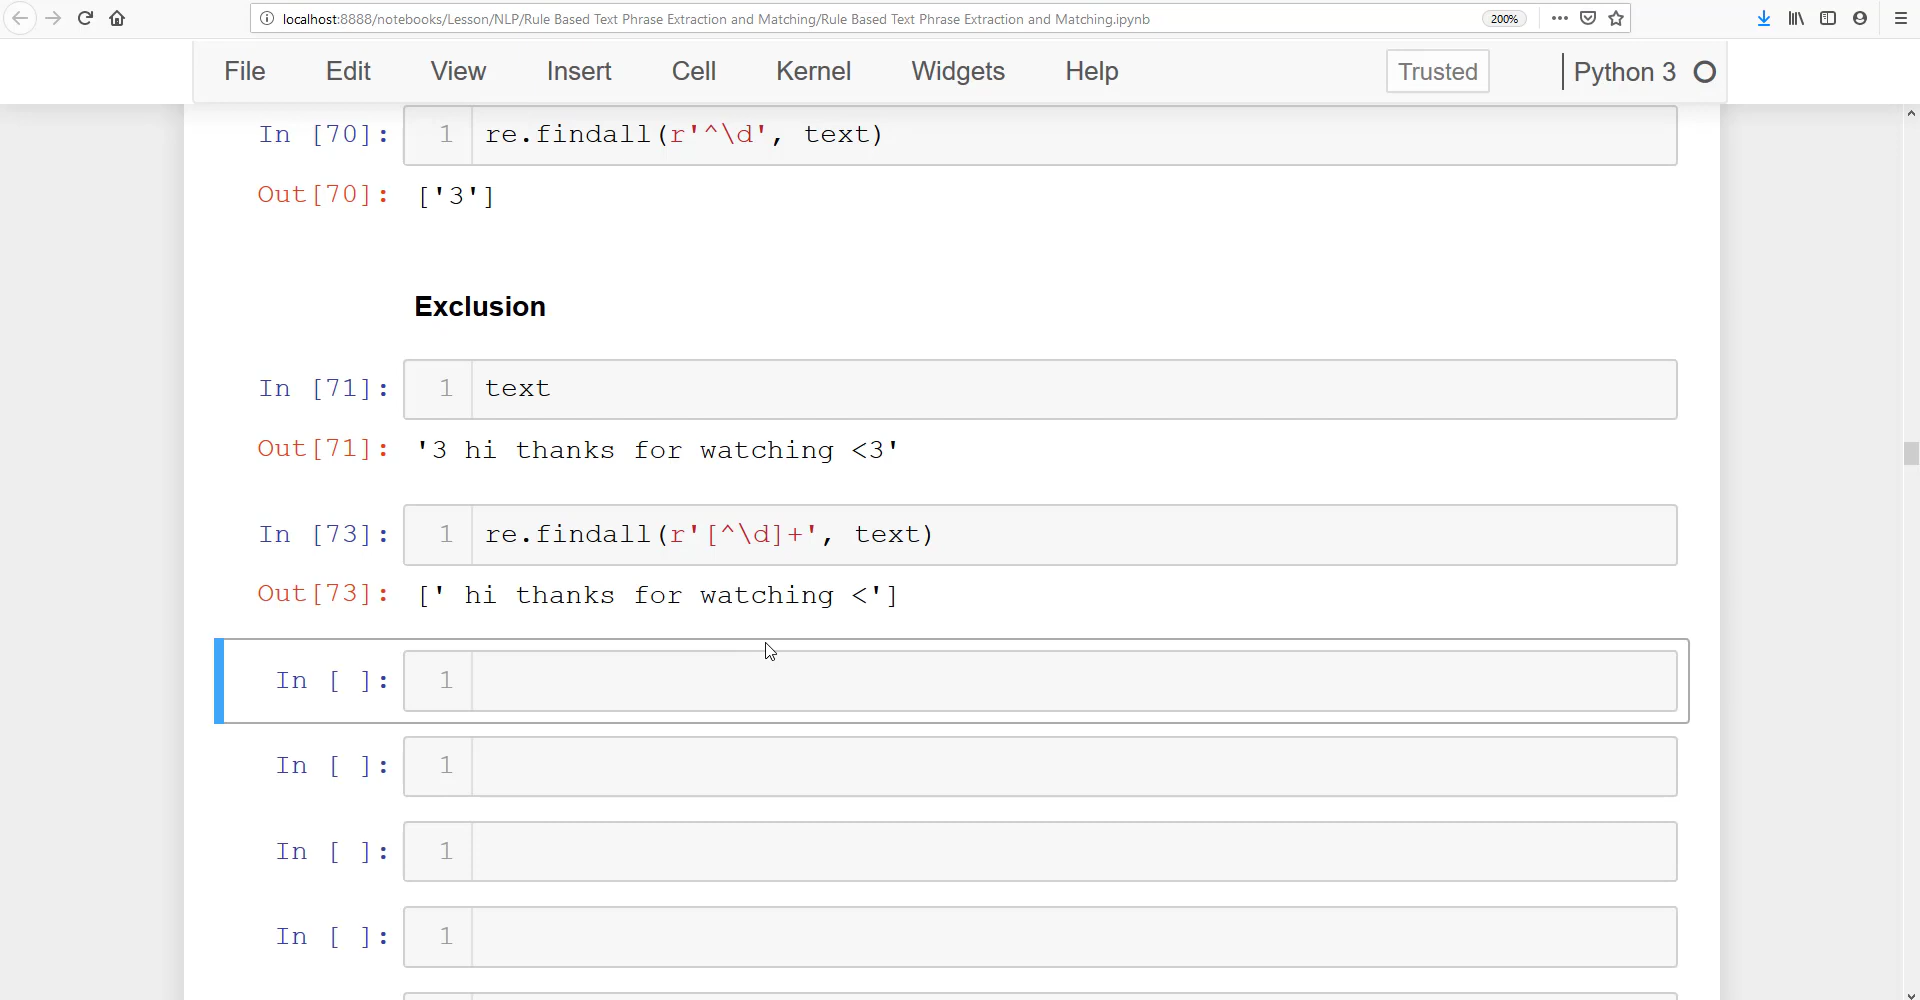 localhost:8888/notebooks/Lesson/NLP/Rule Based Text Phrase Extraction and Matching/Rule Based Text Phrase Extraction and Matching.ipynb 200%
File Edit View Insert Cell Kernel Widgets Help Trusted Python 3
In [70]: 1 re.findall(r'^\d', text)
Out[70]: ['3']
Exclusion
In [71]: 1 text
Out[71]: '3 hi thanks for watching <3'
In [73]: 1 re.findall(r'[^\d]+', text)
Out[73]: [' hi thanks for watching <']
In [ ]: 1
In [ ]: 1
In [ ]: 1
In [ ]: 1